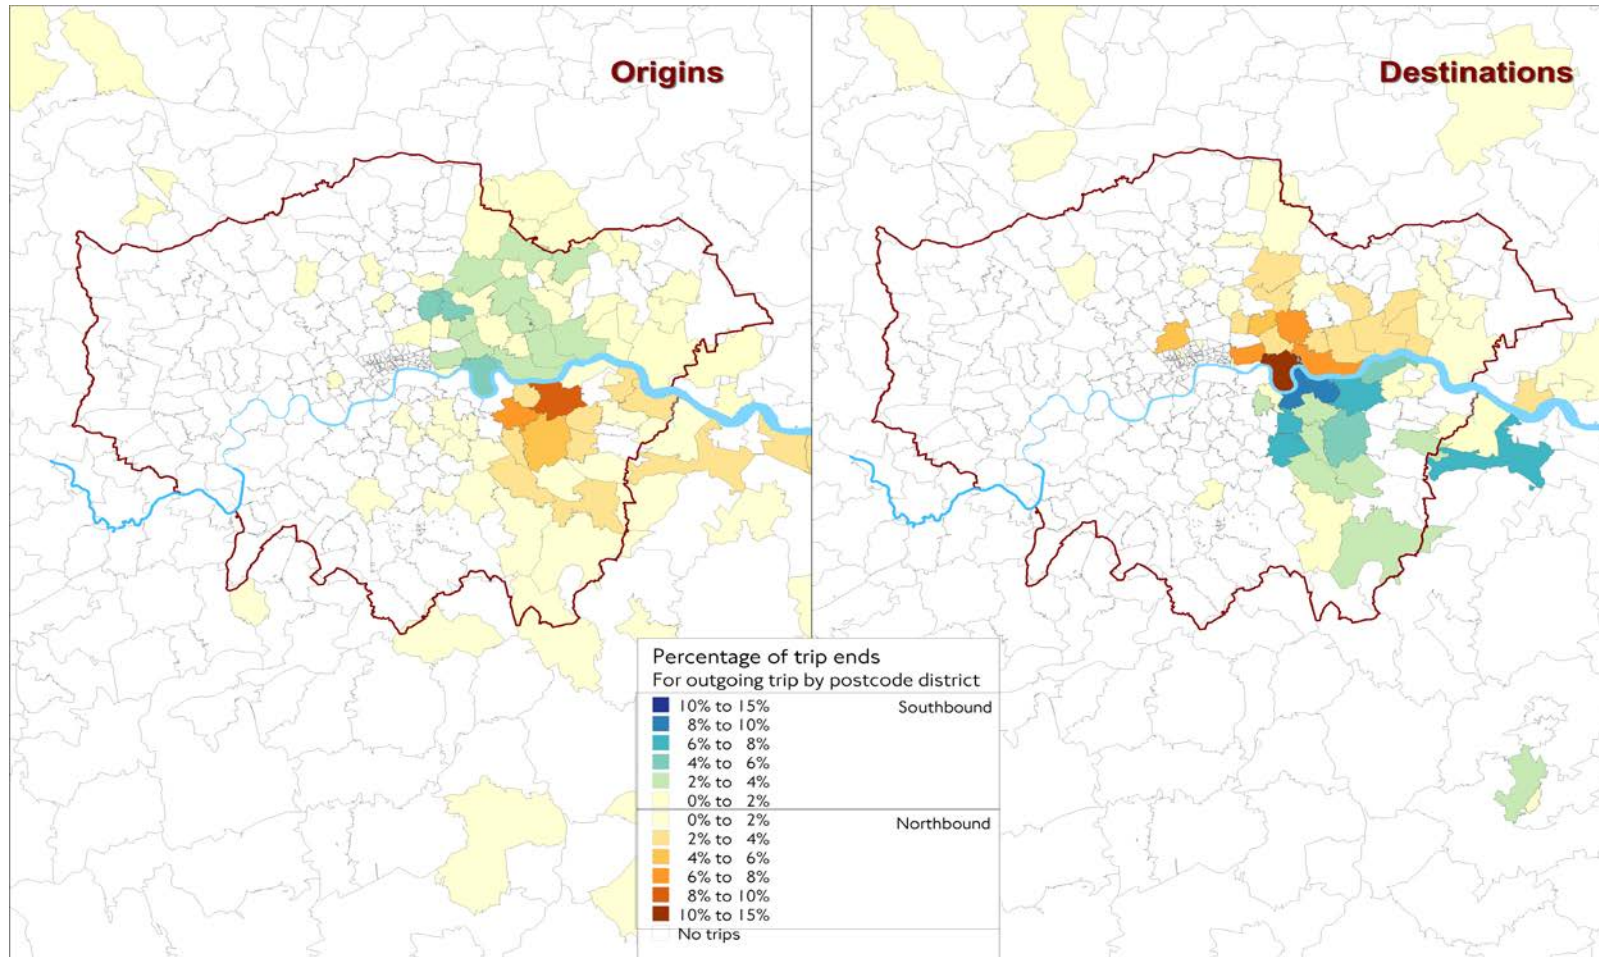 Origins
Destinations
Percentage of trip ends
For outgoing trip by postcode district
10% to 15% Southbound
8% to 10%
6% to 8%
4% to 6%
2% to 4%
0% to 2%
0% to 2% Northbound
2% to 4%
4% to 6%
6% to 8%
8% to 10%
10% to 15%
No trips